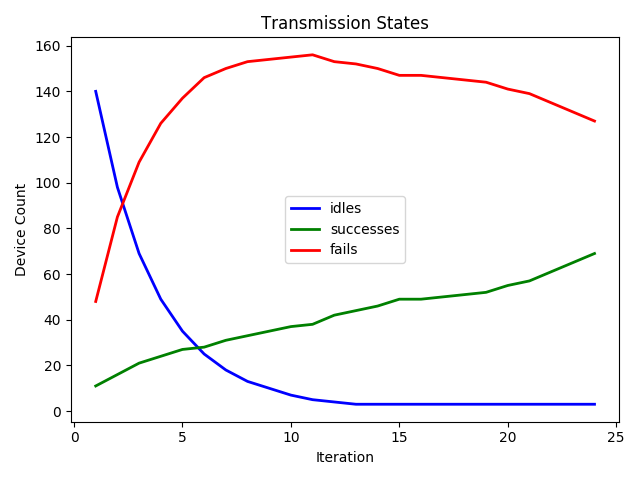 Transmission States
Device Count
160
140
120
100
80
60
40
20
0
idles
successes
fails
0 5 10 15 20 25
Iteration